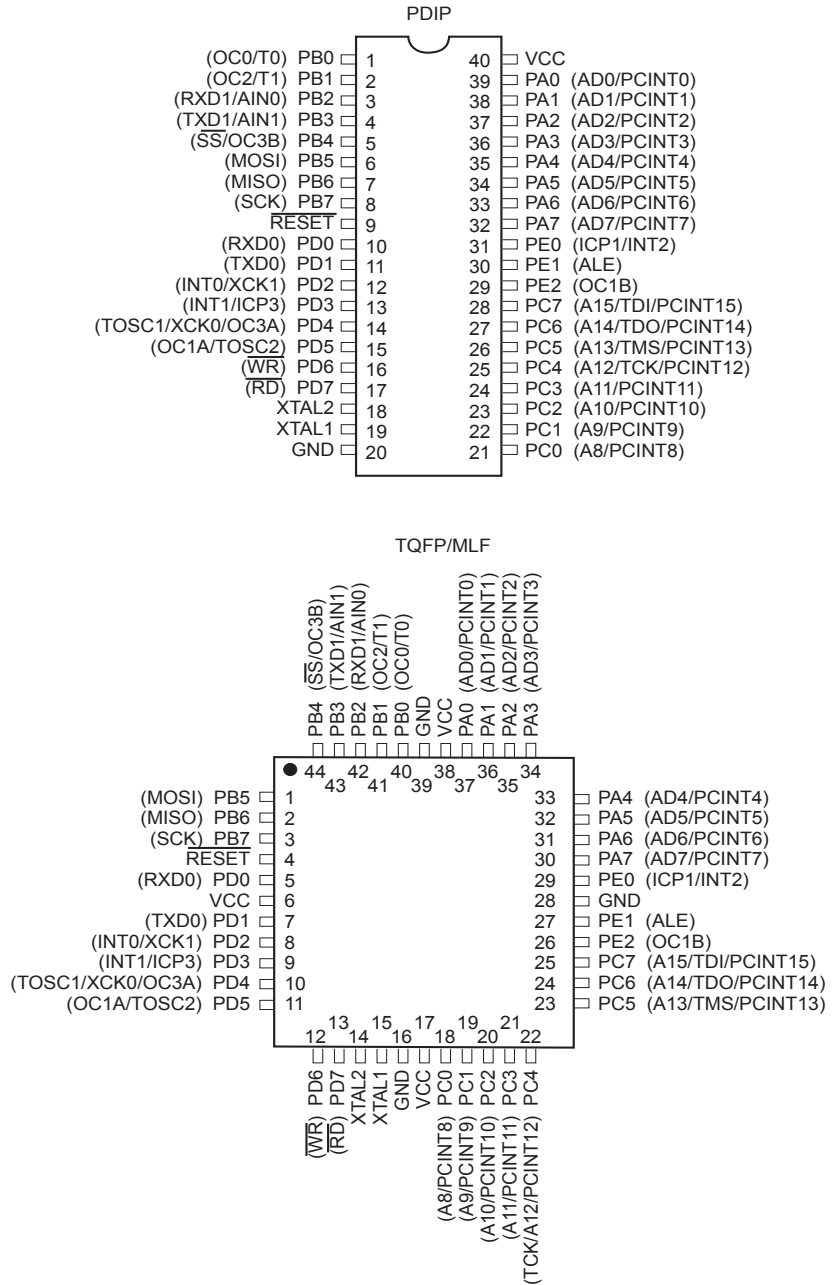 PDIP
(OC0/T0) PB0 1 40 VCC
(OC2/T1) PB1 2 39 PA0 (AD0/PCINT0)
(RXD1/AIN0) PB2 3 38 PA1 (AD1/PCINT1)
(TXD1/AIN1) PB3 4 37 PA2 (AD2/PCINT2)
(SS/OC3B) PB4 5 36 PA3 (AD3/PCINT3)
(MOSI) PB5 6 35 PA4 (AD4/PCINT4)
(MISO) PB6 7 34 PA5 (AD5/PCINT5)
(SCK) PB7 8 33 PA6 (AD6/PCINT6)
RESET 9 32 PA7 (AD7/PCINT7)
(RXD0) PD0 10 31 PE0 (ICP1/INT2)
(TXD0) PD1 11 30 PE1 (ALE)
(INT0/XCK1) PD2 12 29 PE2 (OC1B)
(INT1/ICP3) PD3 13 28 PC7 (A15/TDI/PCINT15)
(TOSC1/XCK0/OC3A) PD4 14 27 PC6 (A14/TDO/PCINT14)
(OC1A/TOSC2) PD5 15 26 PC5 (A13/TMS/PCINT13)
(WR) PD6 16 25 PC4 (A12/TCK/PCINT12)
(RD) PD7 17 24 PC3 (A11/PCINT11)
XTAL2 18 23 PC2 (A10/PCINT10)
XTAL1 19 22 PC1 (A9/PCINT9)
GND 20 21 PC0 (A8/PCINT8)
TQFP/MLF
PB4 (SS/OC3B)
PB3 (TXD1/AIN1)
PB2 (RXD1/AIN0)
PB1 (OC2/T1)
PB0 (OC0/T0)
GND
VCC
PA0 (AD0/PCINT0)
PA1 (AD1/PCINT1)
PA2 (AD2/PCINT2)
PA3 (AD3/PCINT3)
44 42 40 38 36 34
43 41 39 37 35
(MOSI) PB5 1 33 PA4 (AD4/PCINT4)
(MISO) PB6 2 32 PA5 (AD5/PCINT5)
(SCK) PB7 3 31 PA6 (AD6/PCINT6)
RESET 4 30 PA7 (AD7/PCINT7)
(RXD0) PD0 5 29 PE0 (ICP1/INT2)
VCC 6 28 GND
(TXD0) PD1 7 27 PE1 (ALE)
(INT0/XCK1) PD2 8 26 PE2 (OC1B)
(INT1/ICP3) PD3 9 25 PC7 (A15/TDI/PCINT15)
(TOSC1/XCK0/OC3A) PD4 10 24 PC6 (A14/TDO/PCINT14)
(OC1A/TOSC2) PD5 11 23 PC5 (A13/TMS/PCINT13)
13 15 17 19 21
12 14 16 18 20 22
(WR) PD6
(RD) PD7
XTAL2
XTAL1
GND
VCC
(A8/PCINT8) PC0
(A9/PCINT9) PC1
(A10/PCINT10) PC2
(A11/PCINT11) PC3
(TCK/A12/PCINT12) PC4